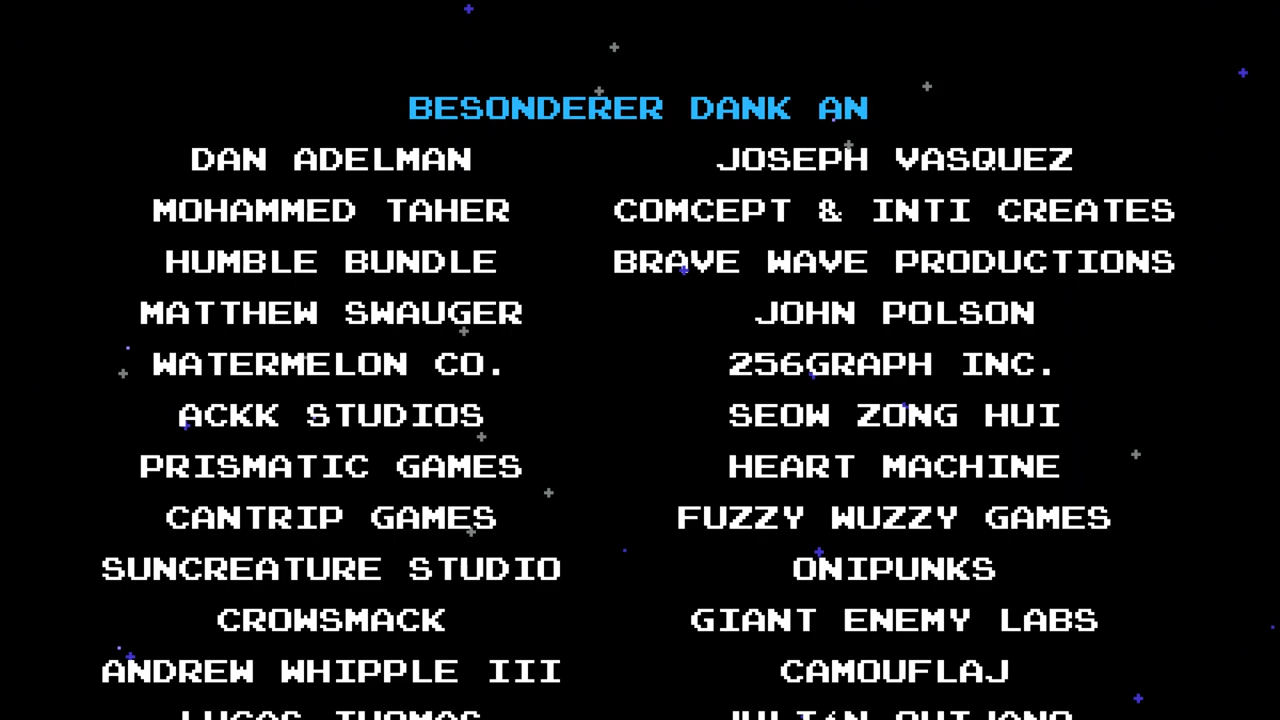 BESONDERER DANK AN
DAN ADELMAN JOSEPH VASQUEZ
MOHAMMED TAHER COMCEPT & INTI CREATES
HUMBLE BUNDLE BRAVE WAVE PRODUCTIONS
MATTHEW SWAUGER JOHN POLSON
WATERMELON CO. 256GRAPH INC.
ACKK STUDIOS SEOW ZONG HUI
PRISMATIC GAMES HEART MACHINE
CANTRIP GAMES FUZZY WUZZY GAMES
SUNCREATURE STUDIO ONIPUNKS
CROWSMACK GIANT ENEMY LABS
ANDREW WHIPPLE III CAMOUFLAJ